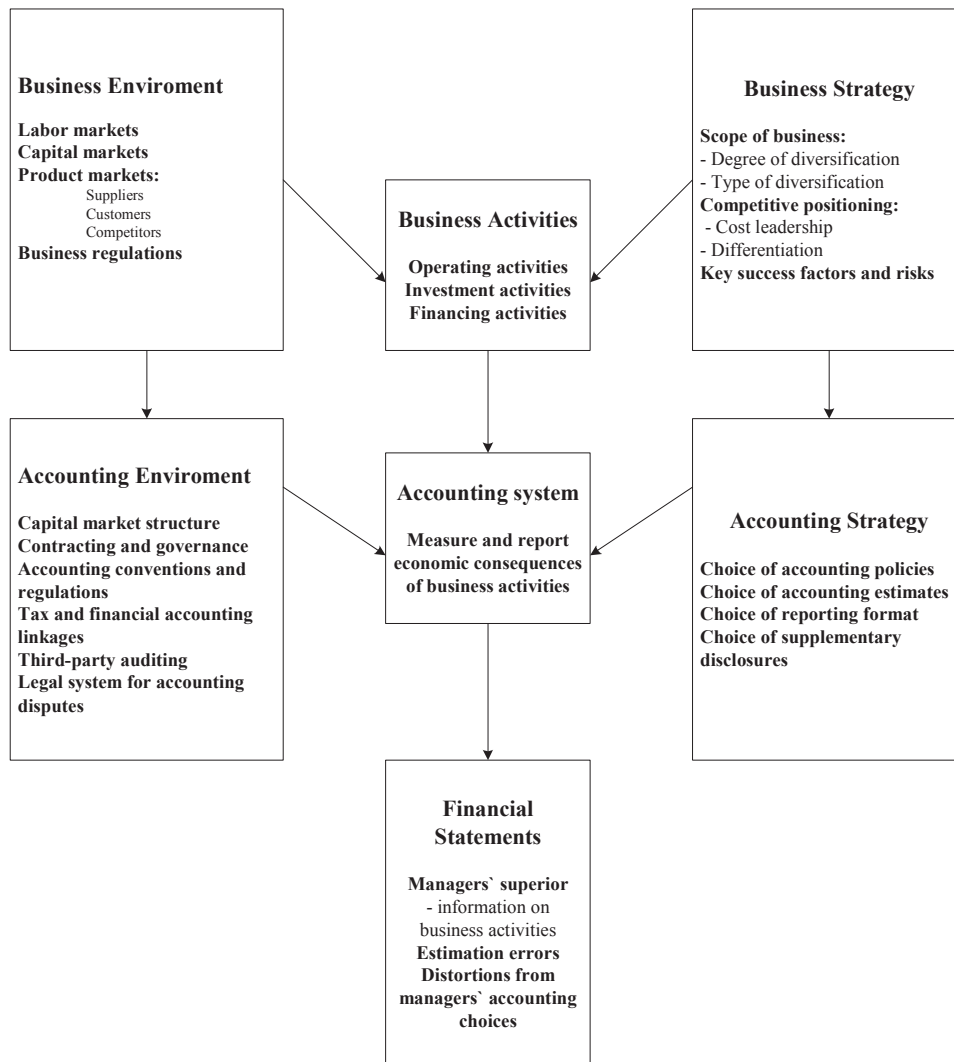 Business Enviroment
Labor markets
Capital markets
Product markets:
Suppliers
Customers
Competitors
Business regulations
Business Activities
Operating activities
Investment activities
Financing activities
Business Strategy
Scope of business:
- Degree of diversification
- Type of diversification
Competitive positioning:
- Cost leadership
- Differentiation
Key success factors and risks
Accounting Enviroment
Capital market structure
Contracting and governance
Accounting conventions and
regulations
Tax and financial accounting
linkages
Third-party auditing
Legal system for accounting
disputes
Accounting system
Measure and report
economic consequences
of business activities
Accounting Strategy
Choice of accounting policies
Choice of accounting estimates
Choice of reporting format
Choice of supplementary
disclosures
Financial
Statements
Managers` superior
- information on
business activities
Estimation errors
Distortions from
managers` accounting
choices